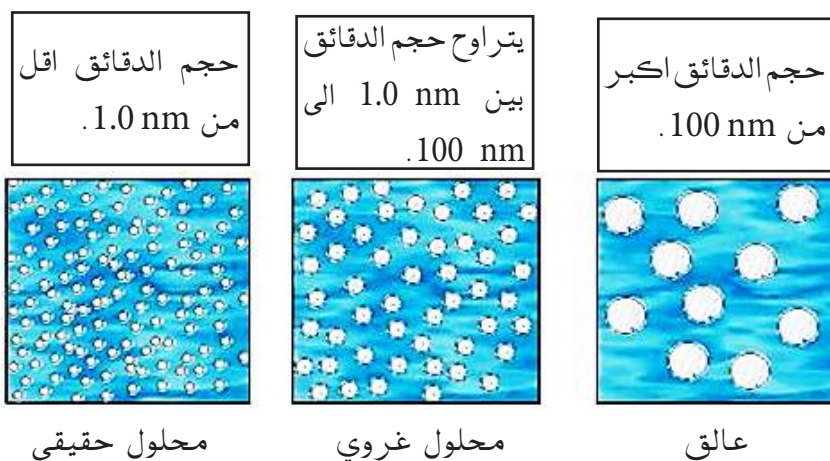 حجم الدقائق اكبر
من 100 nm .
يتراوح حجم الدقائق
بين 1.0 nm الى
100 nm .
حجم الدقائق اقل
من 1.0 nm .
عالق
محلول غروي
محلول حقيقي